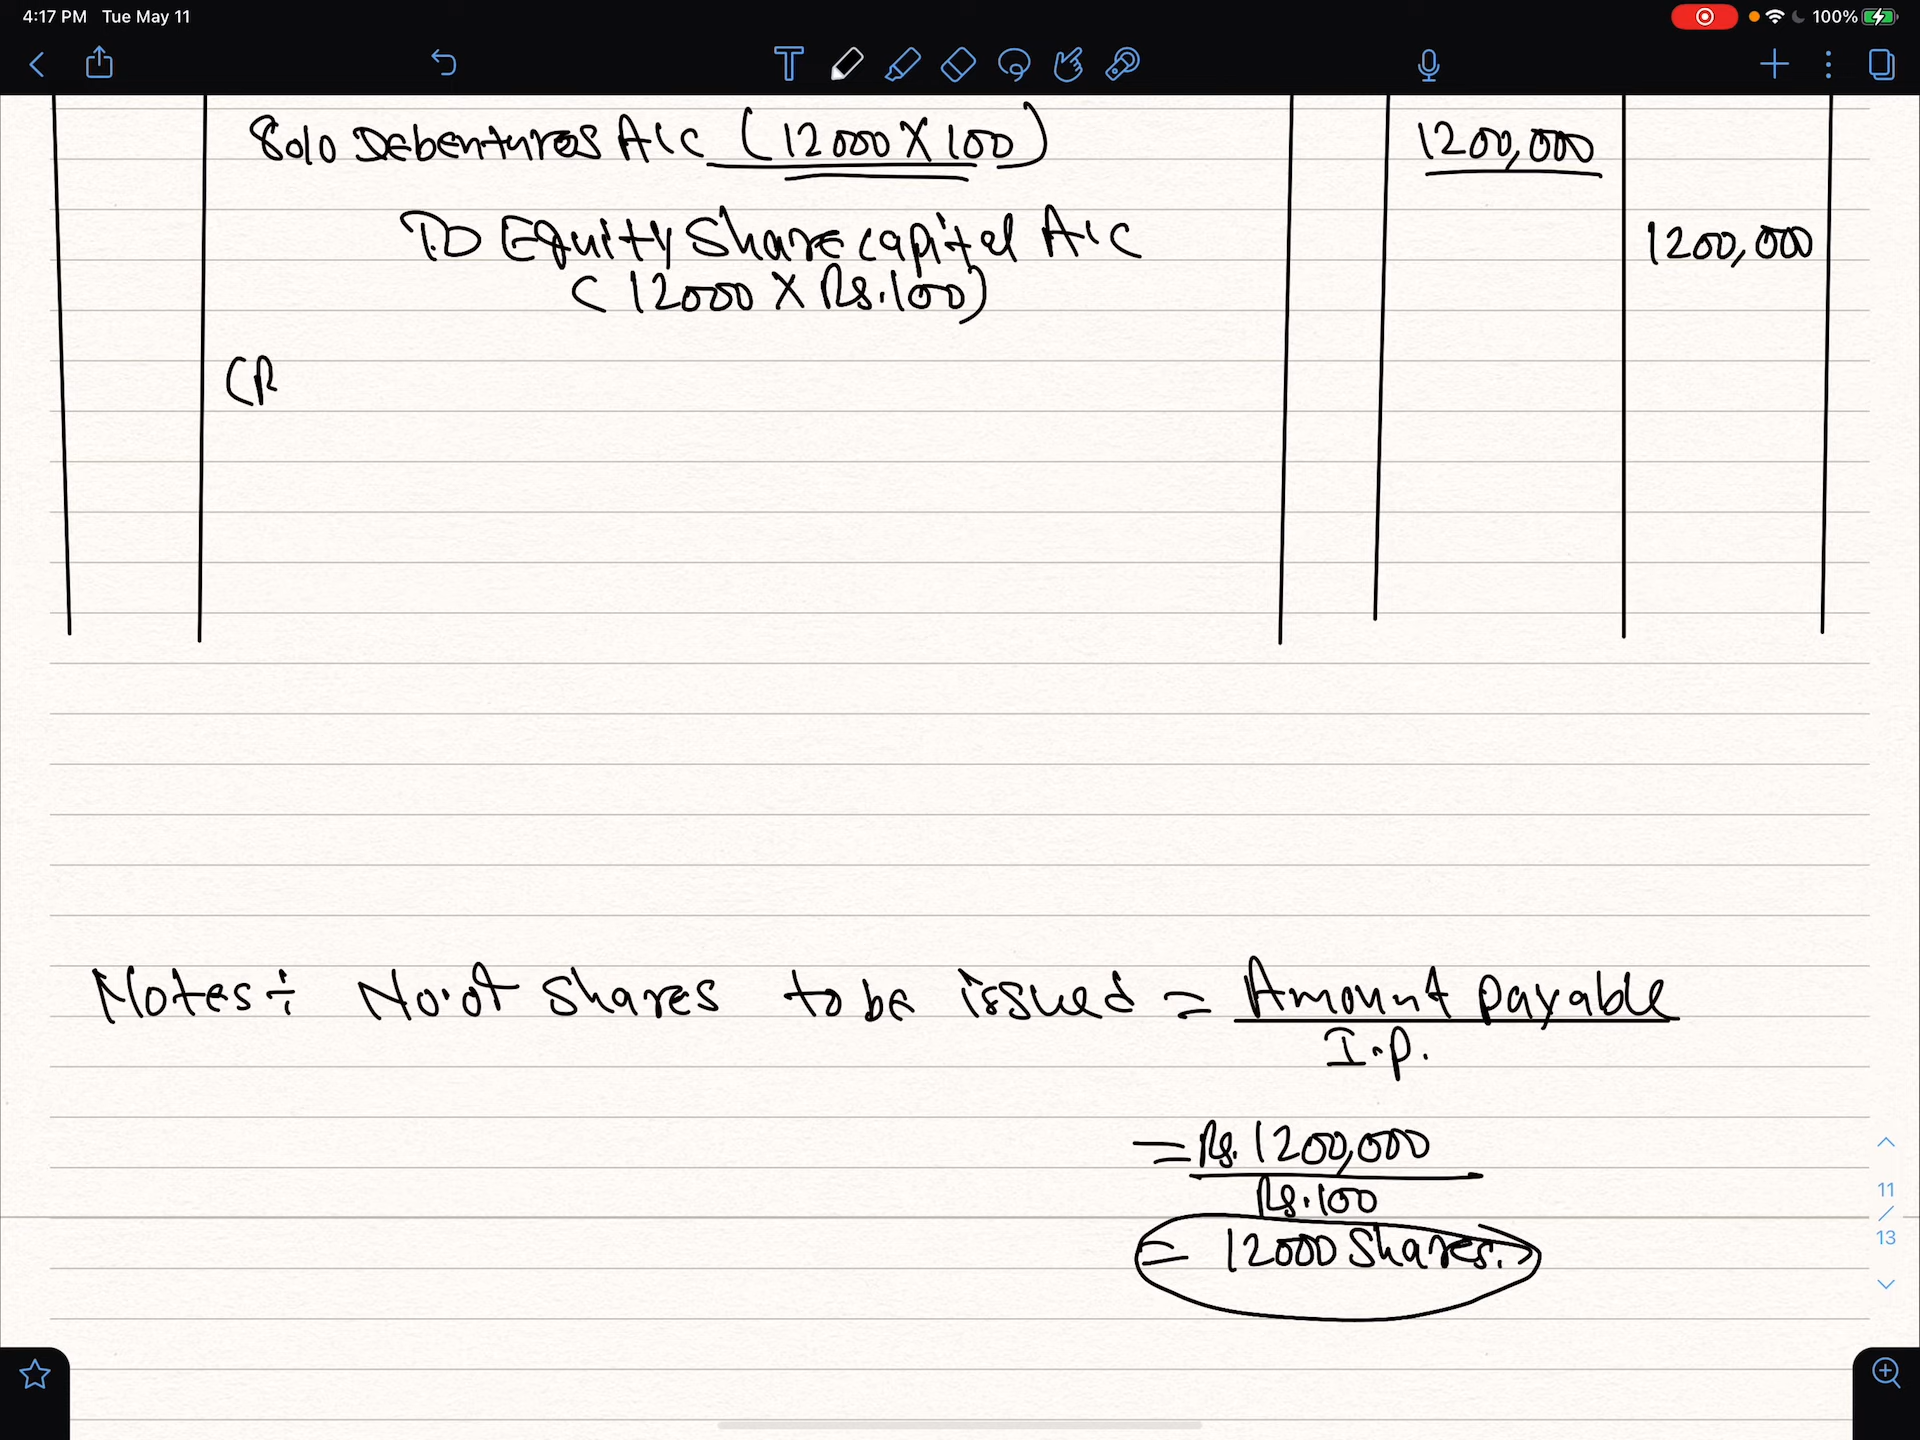 4:17 PM Tue May 11
100%
8% Debentures A/C (12000 X 100) 1200,000
To Equity Share capital A/C 1200,000
(12000 X Rs.100)
(B
Notes÷ No.of Shares to be issued = Amount payable
I.P.
= Rs. 1200,000
Rs.100
= 12000 Shares.
11
/
13